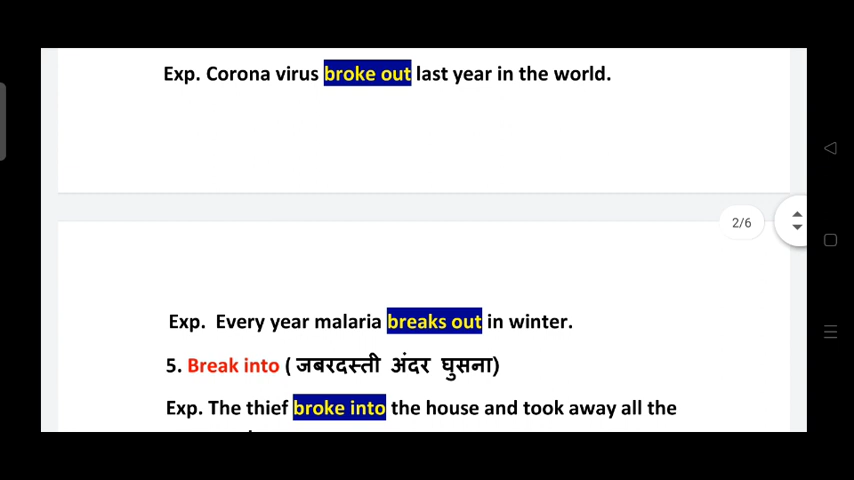 Exp. Corona virus broke out last year in the world.
2/6
Exp. Every year malaria breaks out in winter.
5. Break into ( जबरदस्ती अंदर घुसना)
Exp. The thief broke into the house and took away all the